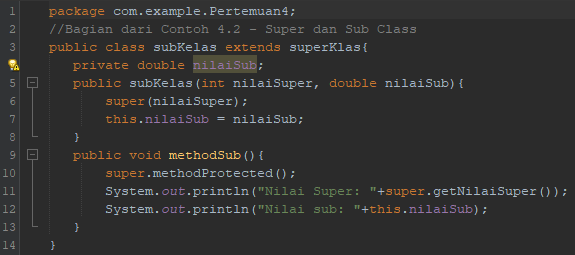 1 package com.example.Pertemuan4;
2 //Bagian dari Contoh 4.2 - Super dan Sub Class
3 public class subKelas extends superKlas{
private double nilaiSub;
5 public subKelas(int nilaiSuper, double nilaiSub){
6 super(nilaiSuper);
7 this.nilaiSub = nilaiSub;
8 }
9 public void methodSub(){
10 super.methodProtected();
11 System.out.println("Nilai Super: "+super.getNilaiSuper());
12 System.out.println("Nilai sub: "+this.nilaiSub);
13 }
14 }